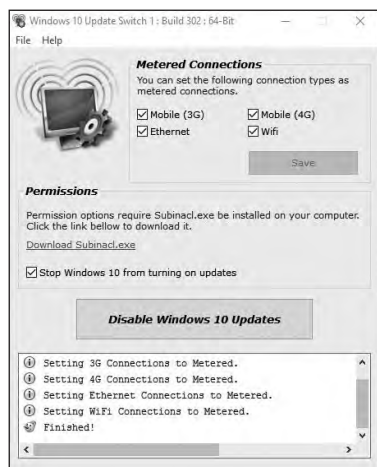 Windows 10 Update Switch 1 : Build 302 : 64-Bit
File Help
Metered Connections
You can set the following connection types as
metered connections.
Mobile (3G) Mobile (4G)
Ethernet Wifi
Save
Permissions
Permission options require Subinacl.exe be installed on your computer.
Click the link bellow to download it.
Download Subinacl.exe
Stop Windows 10 from turning on updates
Disable Windows 10 Updates
Setting 3G Connections to Metered.
Setting 4G Connections to Metered.
Setting Ethernet Connections to Metered.
Setting WiFi Connections to Metered.
Finished!